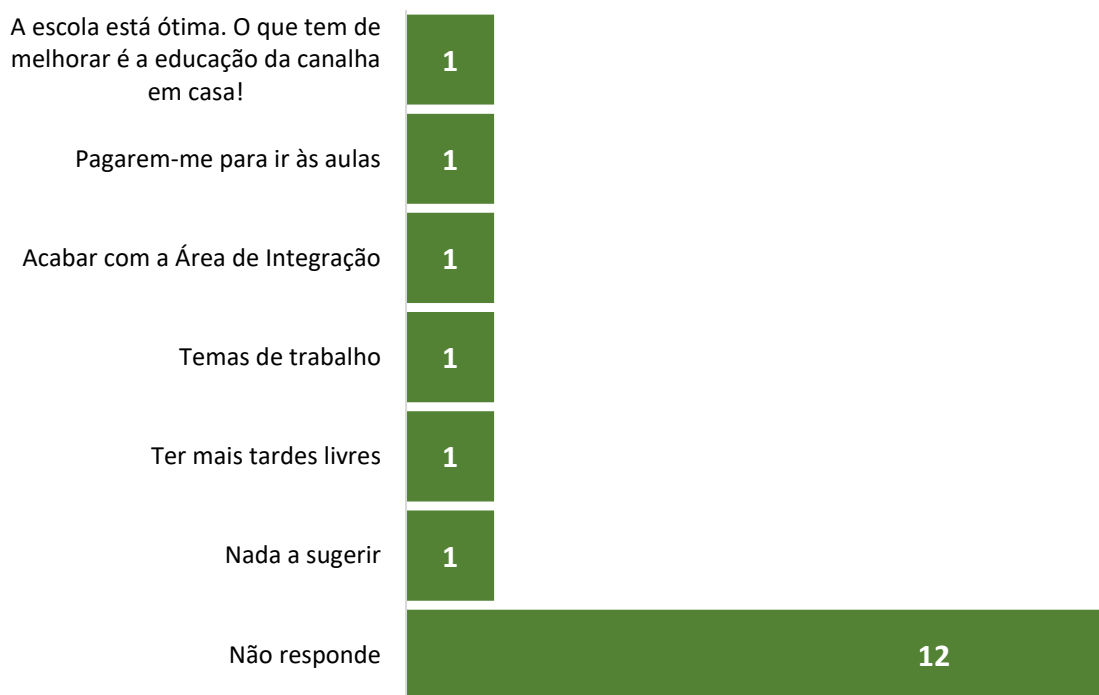 A escola está ótima. O que tem de
melhorar é a educação da canalha
em casa!
1
Pagarem-me para ir às aulas
1
Acabar com a Área de Integração
1
Temas de trabalho
1
Ter mais tardes livres
1
Nada a sugerir
1
Não responde
12